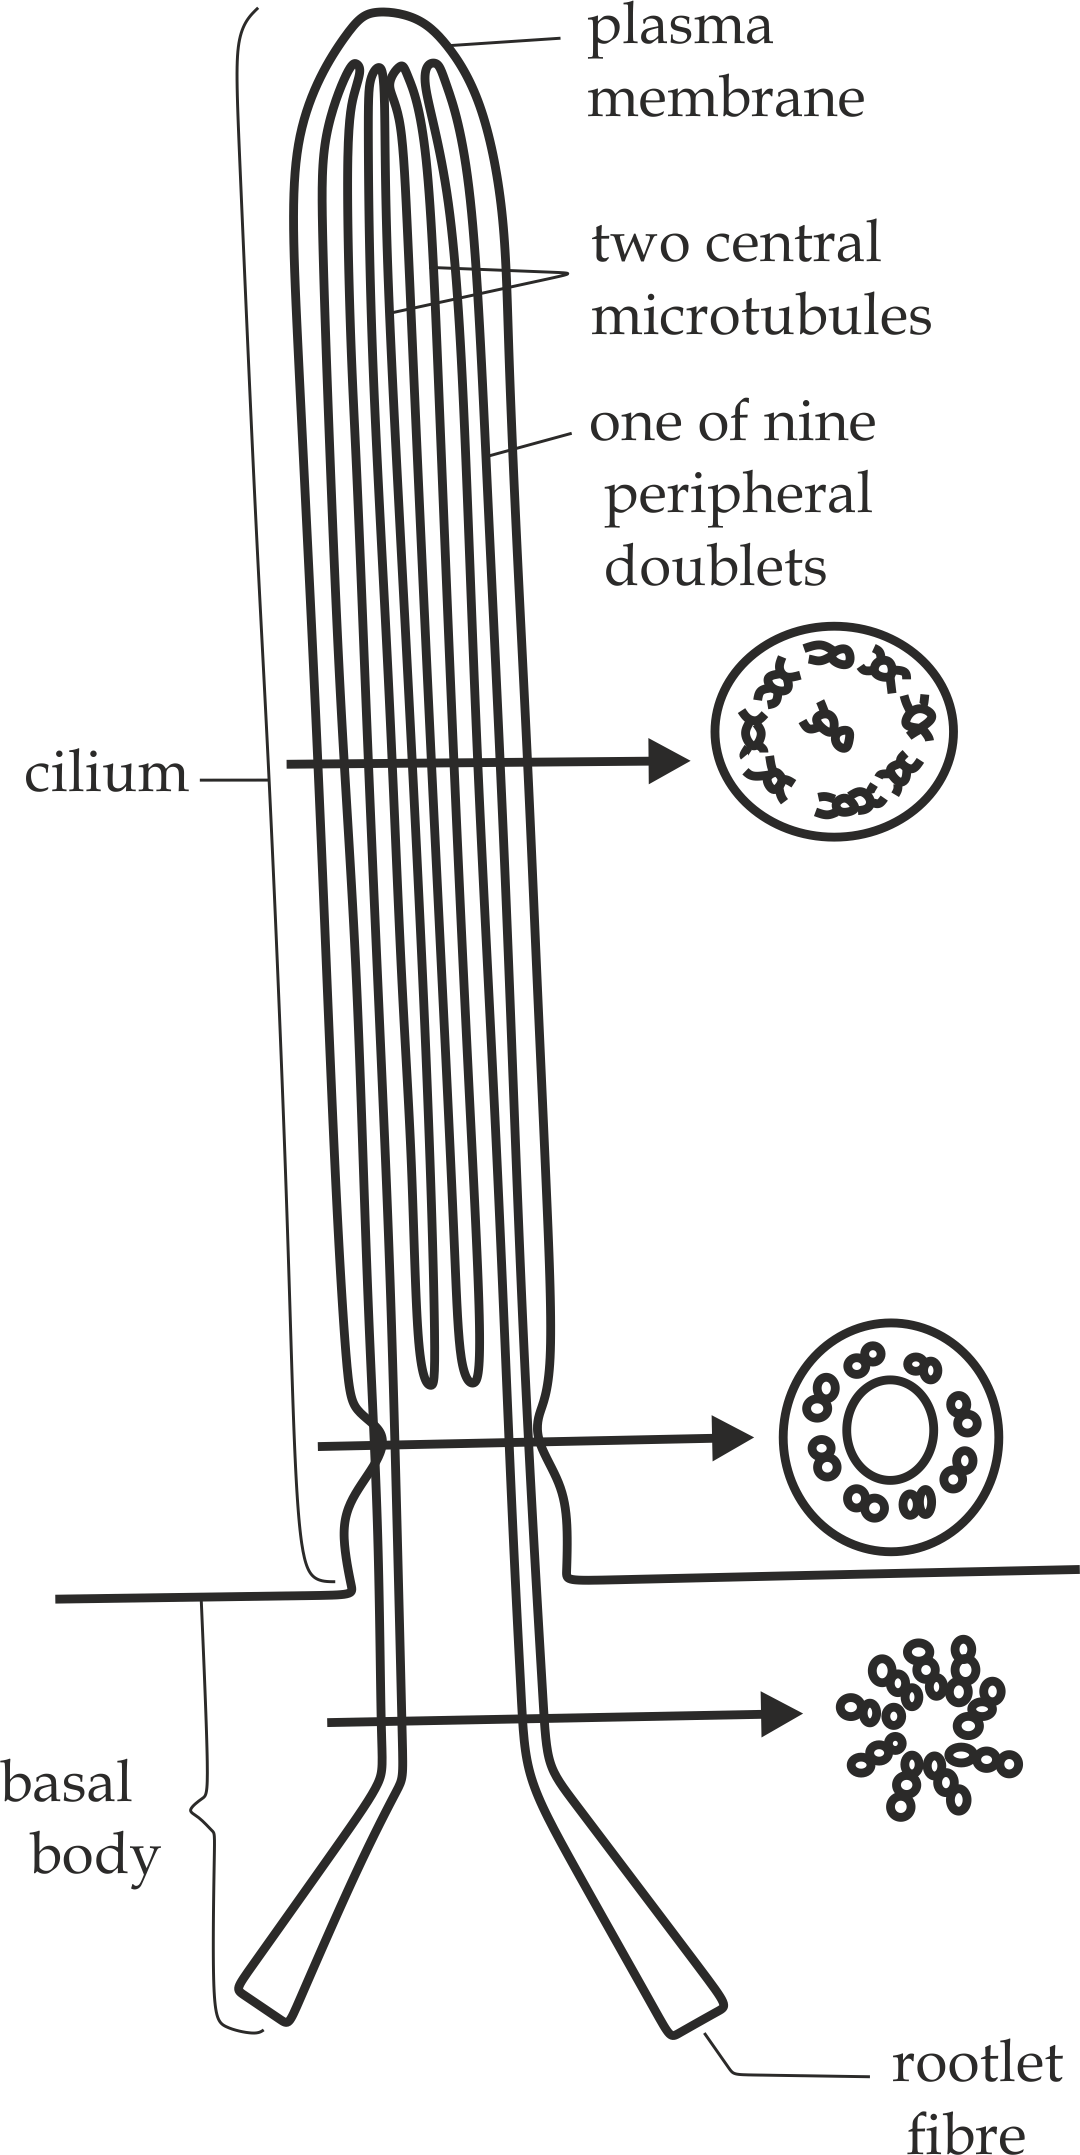 plasma
membrane
two central
microtubules
one of nine
peripheral
doublets
cilium
basal
body
rootlet
fibre